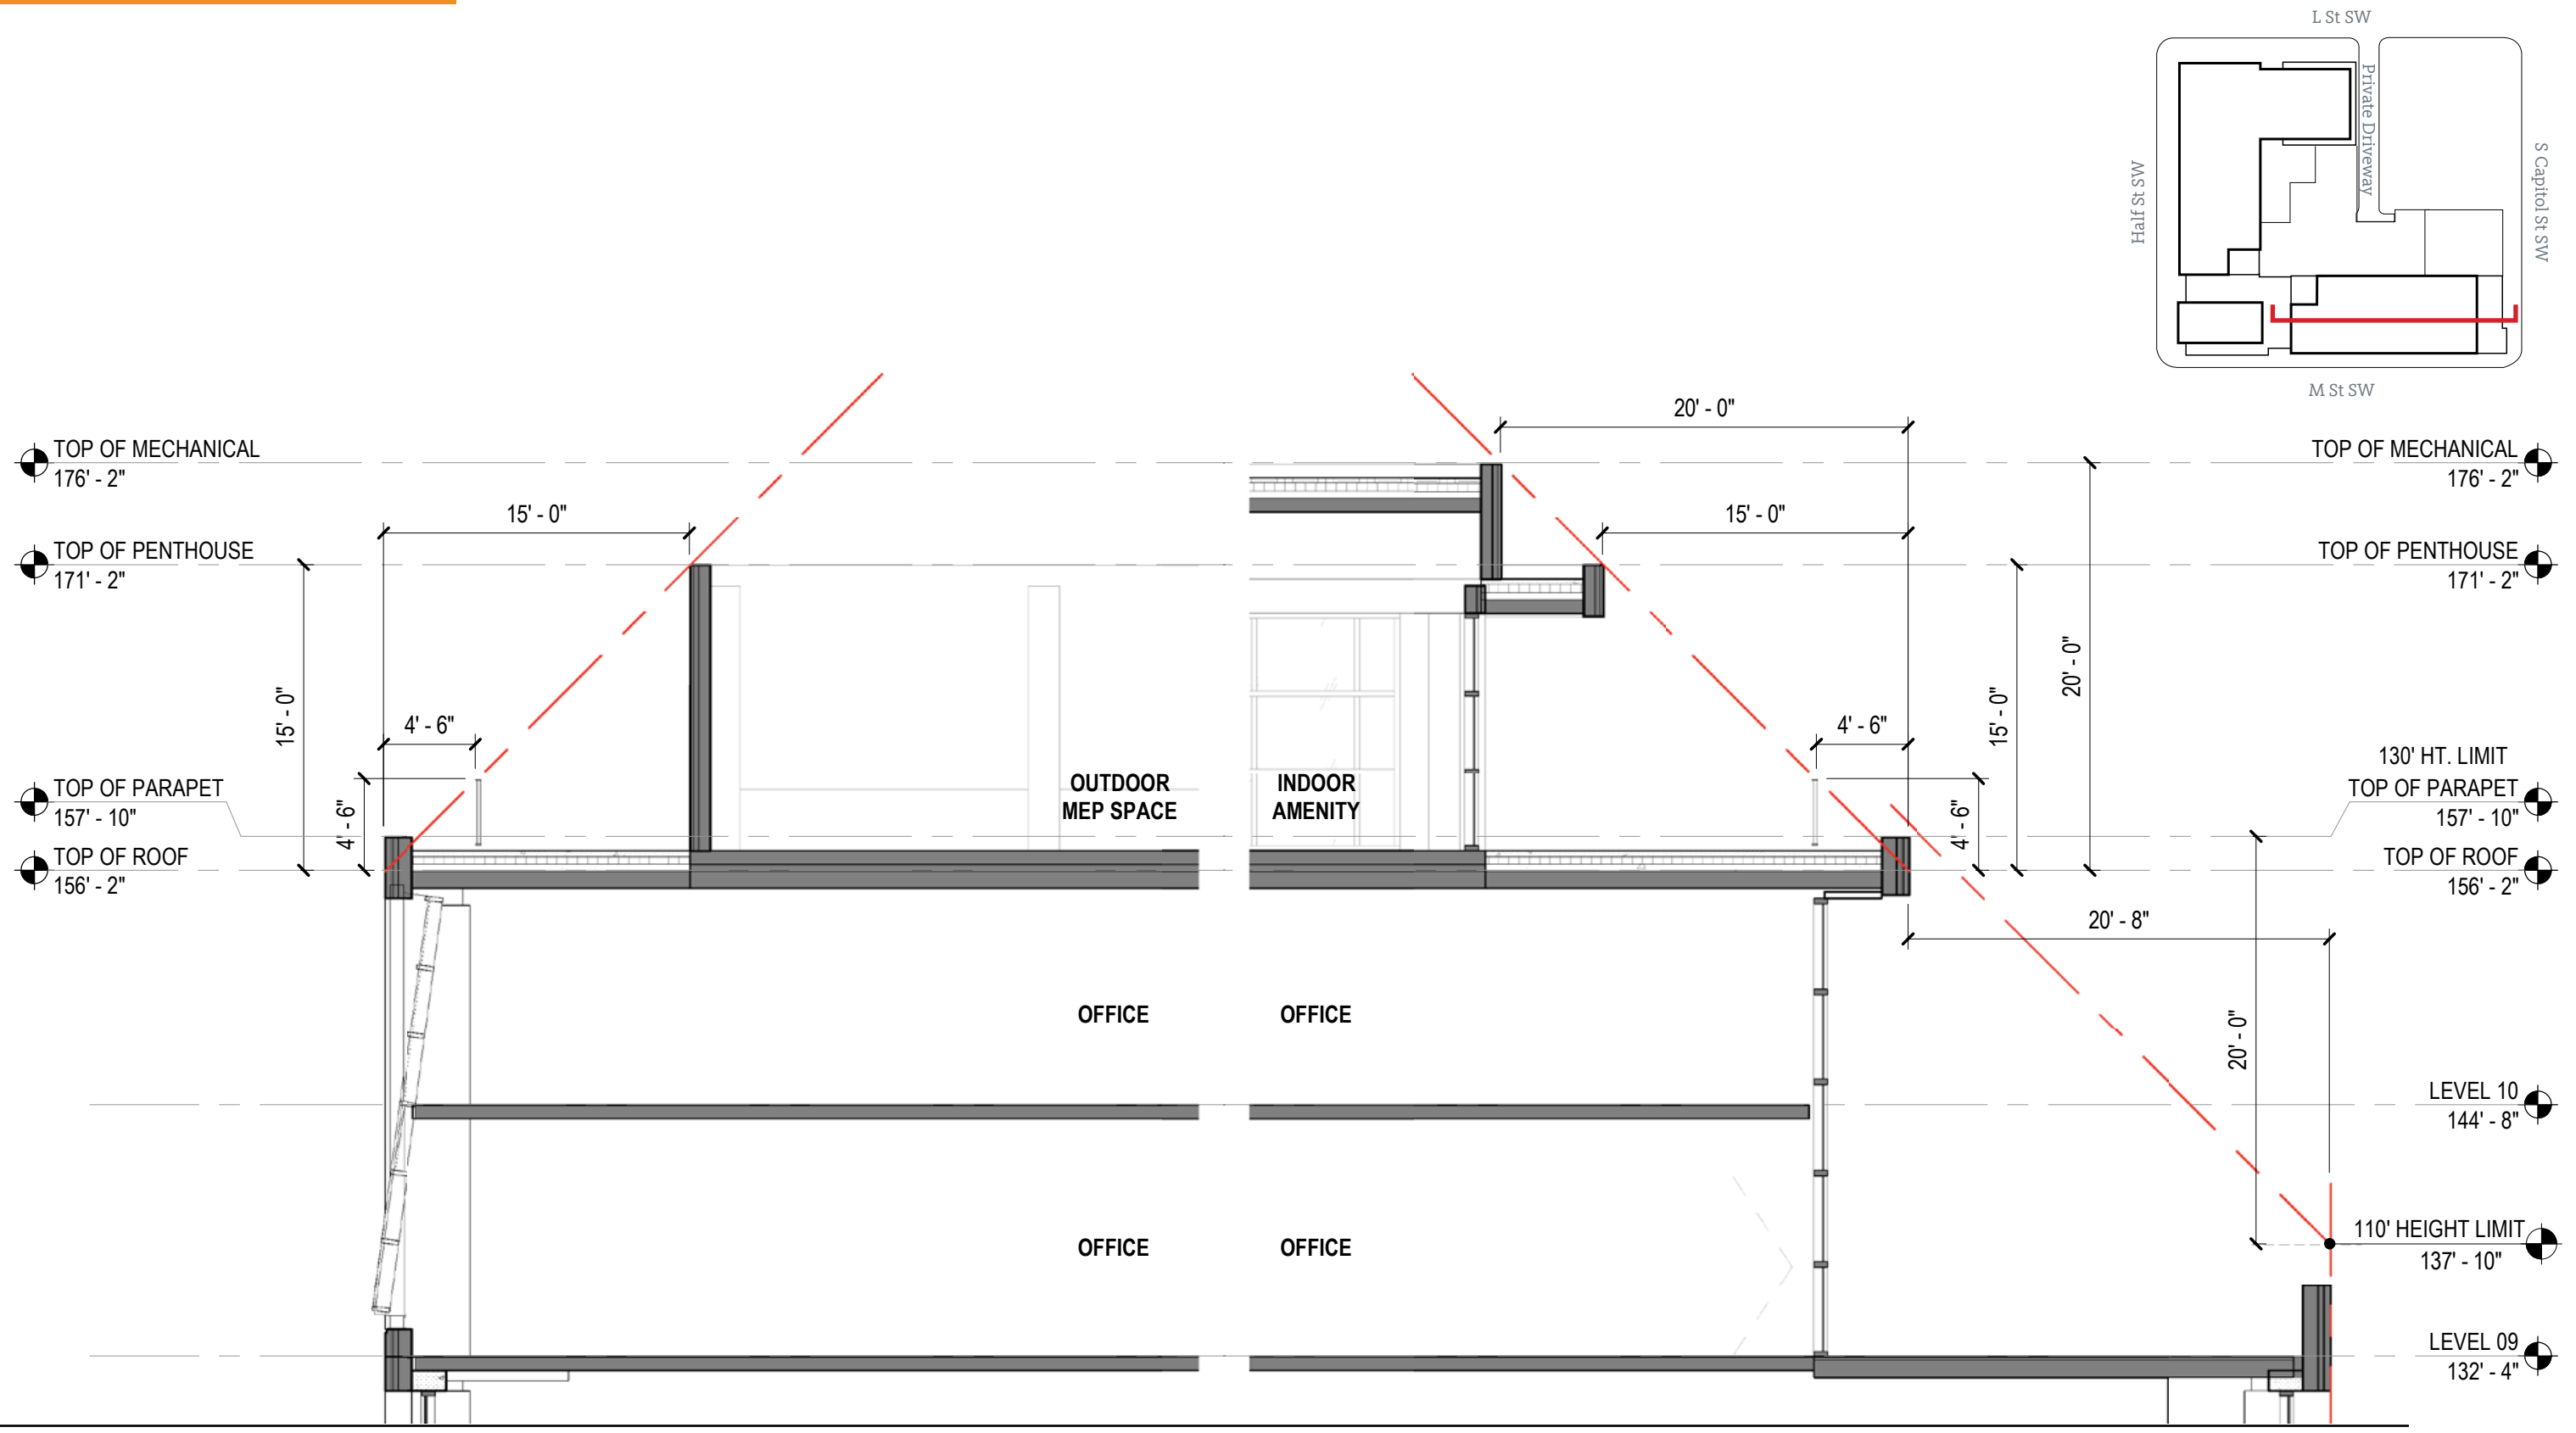 L St SW
Private Driveway
Half St SW
S Capitol St SW
M St SW
20' - 0"
TOP OF MECHANICAL
176' - 2"
TOP OF MECHANICAL
176' - 2"
15' - 0"
15' - 0"
TOP OF PENTHOUSE
171' - 2"
TOP OF PENTHOUSE
171' - 2"
15' - 0"
4' - 6"
4' - 6"
15' - 0"
20' - 0"
130' HT. LIMIT
TOP OF PARAPET
157' - 10"
4' - 6"
OUTDOOR
MEP SPACE
INDOOR
AMENITY
4' - 6"
TOP OF PARAPET
157' - 10"
TOP OF ROOF
156' - 2"
TOP OF ROOF
156' - 2"
20' - 8"
OFFICE
OFFICE
20' - 0"
LEVEL 10
144' - 8"
OFFICE
OFFICE
110' HEIGHT LIMIT
137' - 10"
LEVEL 09
132' - 4"